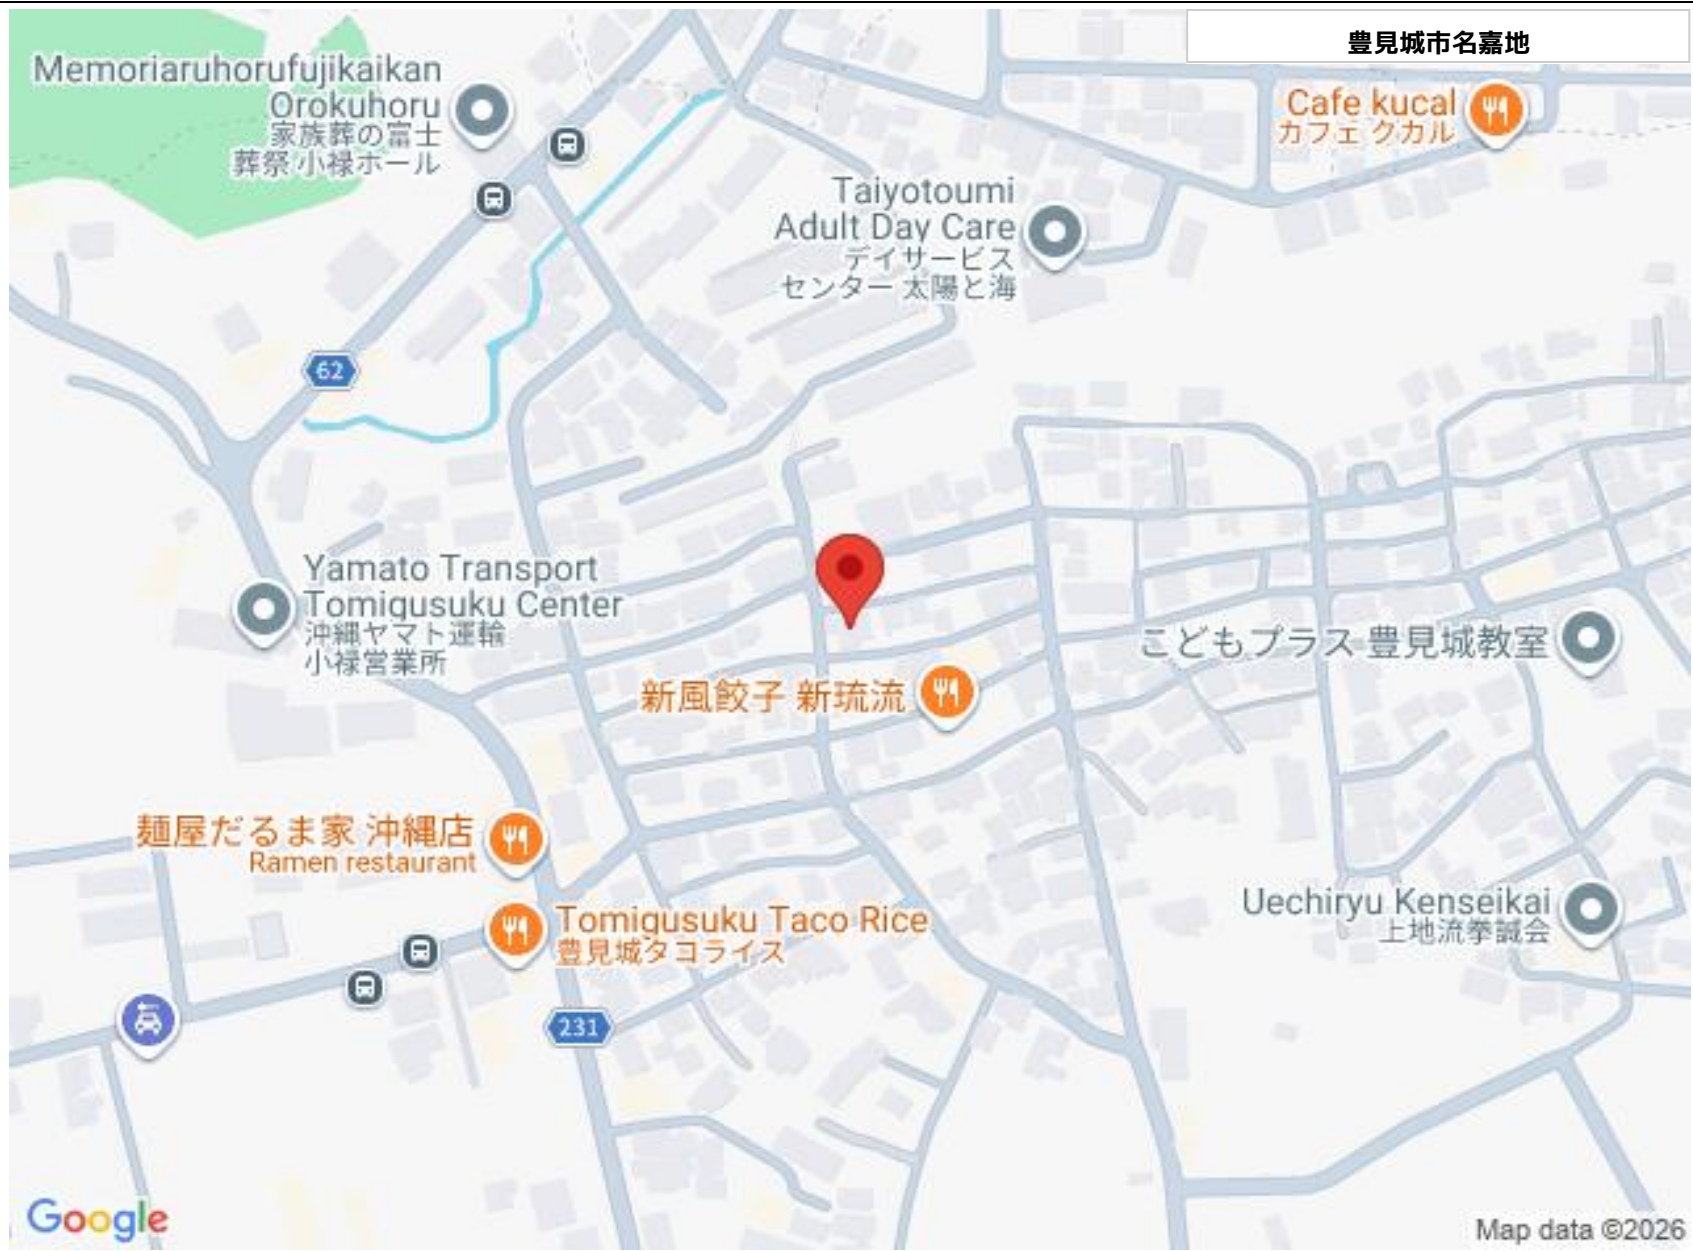 豊見城市名嘉地
Memoriaruhorufujikaikan
Orokuhoru
家族葬の富士
葬祭 小禄ホール
Cafe kucal
カフェ クカル
Taiyotoumi
Adult Day Care
デイサービス
センター 太陽と海
62
Yamato Transport
Tomigusuku Center
沖縄ヤマト運輸
小禄営業所
こどもプラス 豊見城教室
新風餃子 新琉流
麺屋だるま家 沖縄店
Ramen restaurant
Tomigusuku Taco Rice
豊見城タコライス
Uechiryu Kenseikai
上地流拳誠会
231
Google
Map data ©2026